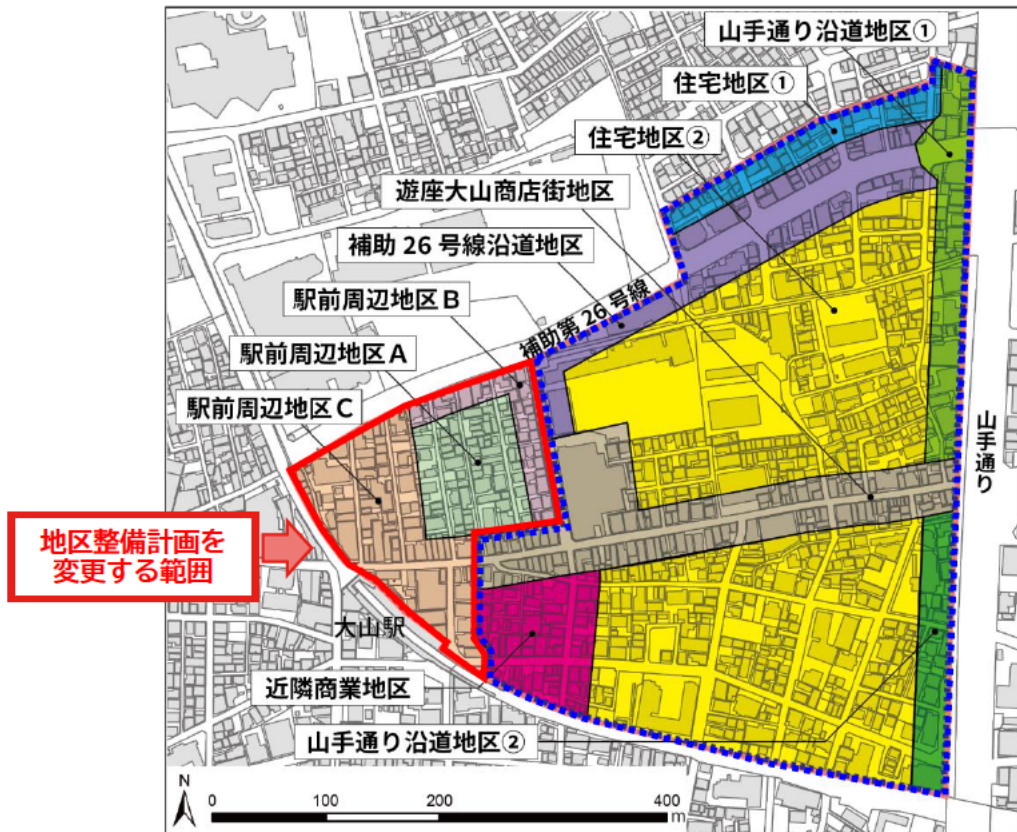 山手通り沿道地区①
住宅地区①
住宅地区②
遊座大山商店街地区
補助 26 号線沿道地区
駅前周辺地区B
補助第 26 号線
駅前周辺地区A
駅前周辺地区C
山手通り
地区整備計画を
変更する範囲
大山駅
近隣商業地区
山手通り沿道地区②
N
0 100 200 400
m